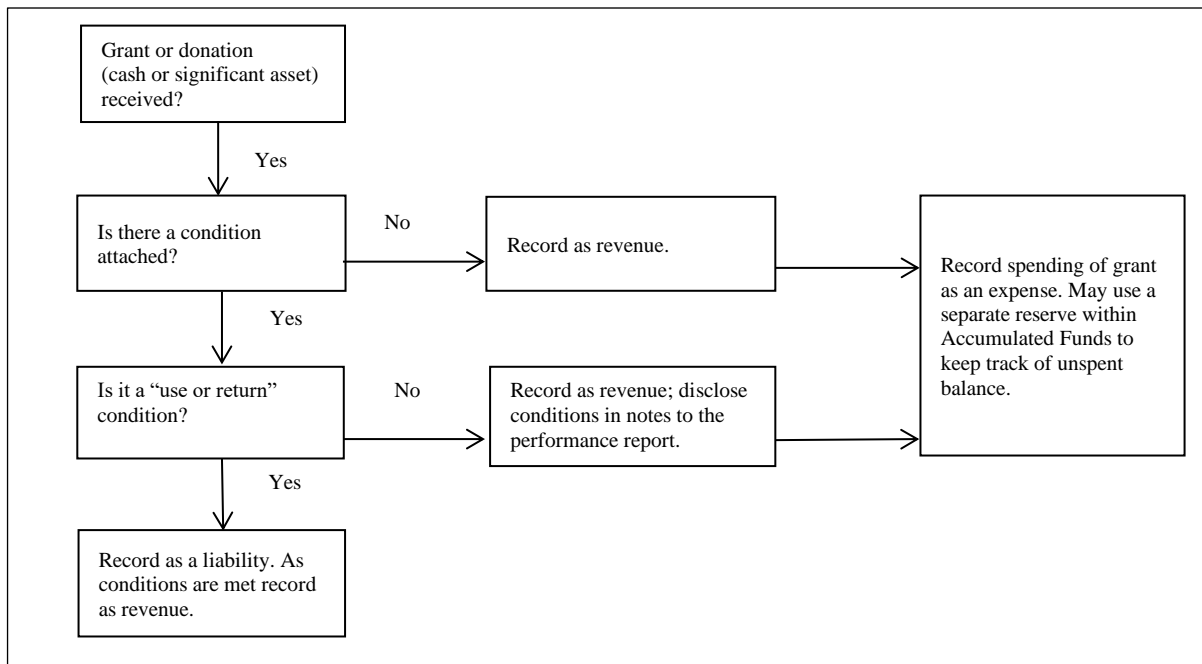 Grant or donation
(cash or significant asset)
received?
Yes
Is there a condition
attached?
No
Record as revenue.
Record spending of grant
as an expense. May use a
separate reserve within
Accumulated Funds to
keep track of unspent
balance.
Yes
Is it a “use or return”
condition?
No
Record as revenue; disclose
conditions in notes to the
performance report.
Yes
Record as a liability. As
conditions are met record
as revenue.